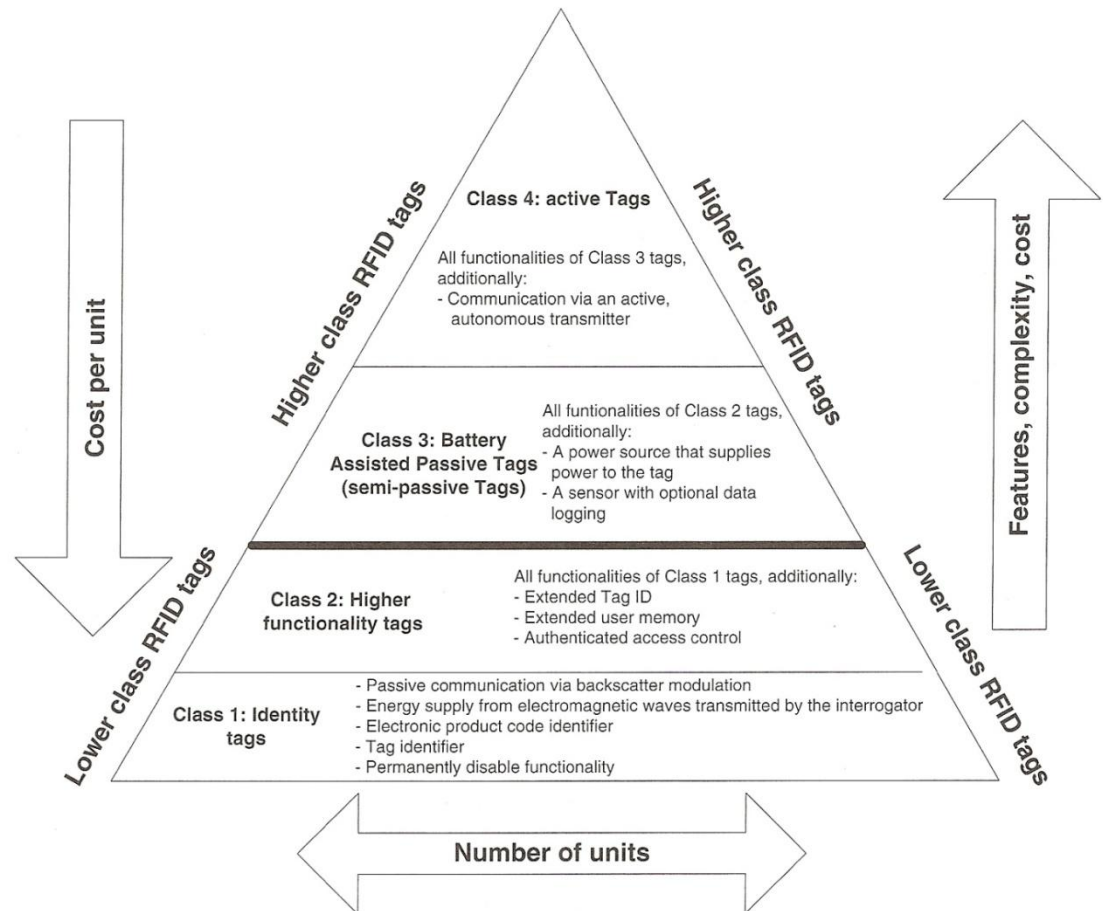 Class 4: active Tags
All functionalities of Class 3 tags,
additionally:
- Communication via an active,
autonomous transmitter
Class 3: Battery
Assisted Passive Tags
(semi-passive Tags)
All funtionalities of Class 2 tags,
additionally:
- A power source that supplies
power to the tag
- A sensor with optional data
logging
Class 2: Higher
functionality tags
All functionalities of Class 1 tags, additionally:
- Extended Tag ID
- Extended user memory
- Authenticated access control
Class 1: Identity
tags
- Passive communication via backscatter modulation
- Energy supply from electromagnetic waves transmitted by the interrogator
- Electronic product code identifier
- Tag identifier
- Permanently disable functionality
Cost per unit
Higher class RFID tags
Lower class RFID tags
Higher class RFID tags
Lower class RFID tags
Features, complexity, cost
Number of units